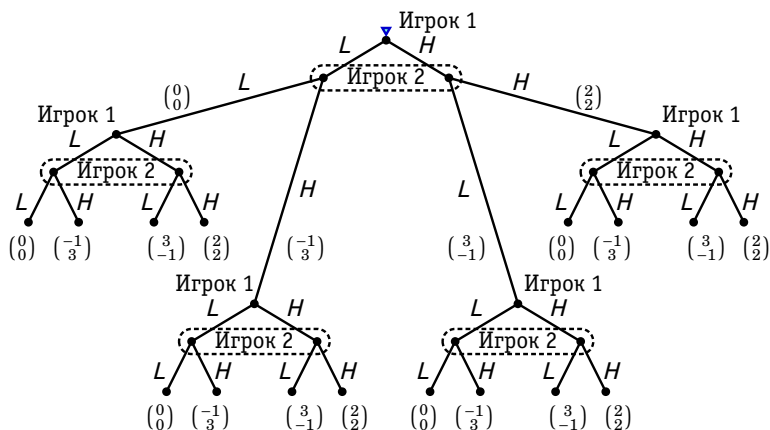 Игрок 1
L H
Игрок 2
(0 0) L H (2 2)
Игрок 1 Игрок 1
L H L H
Игрок 2 Игрок 2
H L
L H L H L H L H
(0 0) (−1 3) (3 −1) (2 2) (−1 3) (3 −1) (0 0) (−1 3) (3 −1) (2 2)
Игрок 1 Игрок 1
L H L H
Игрок 2 Игрок 2
L H L H L H L H
(0 0) (−1 3) (3 −1) (2 2) (0 0) (−1 3) (3 −1) (2 2)